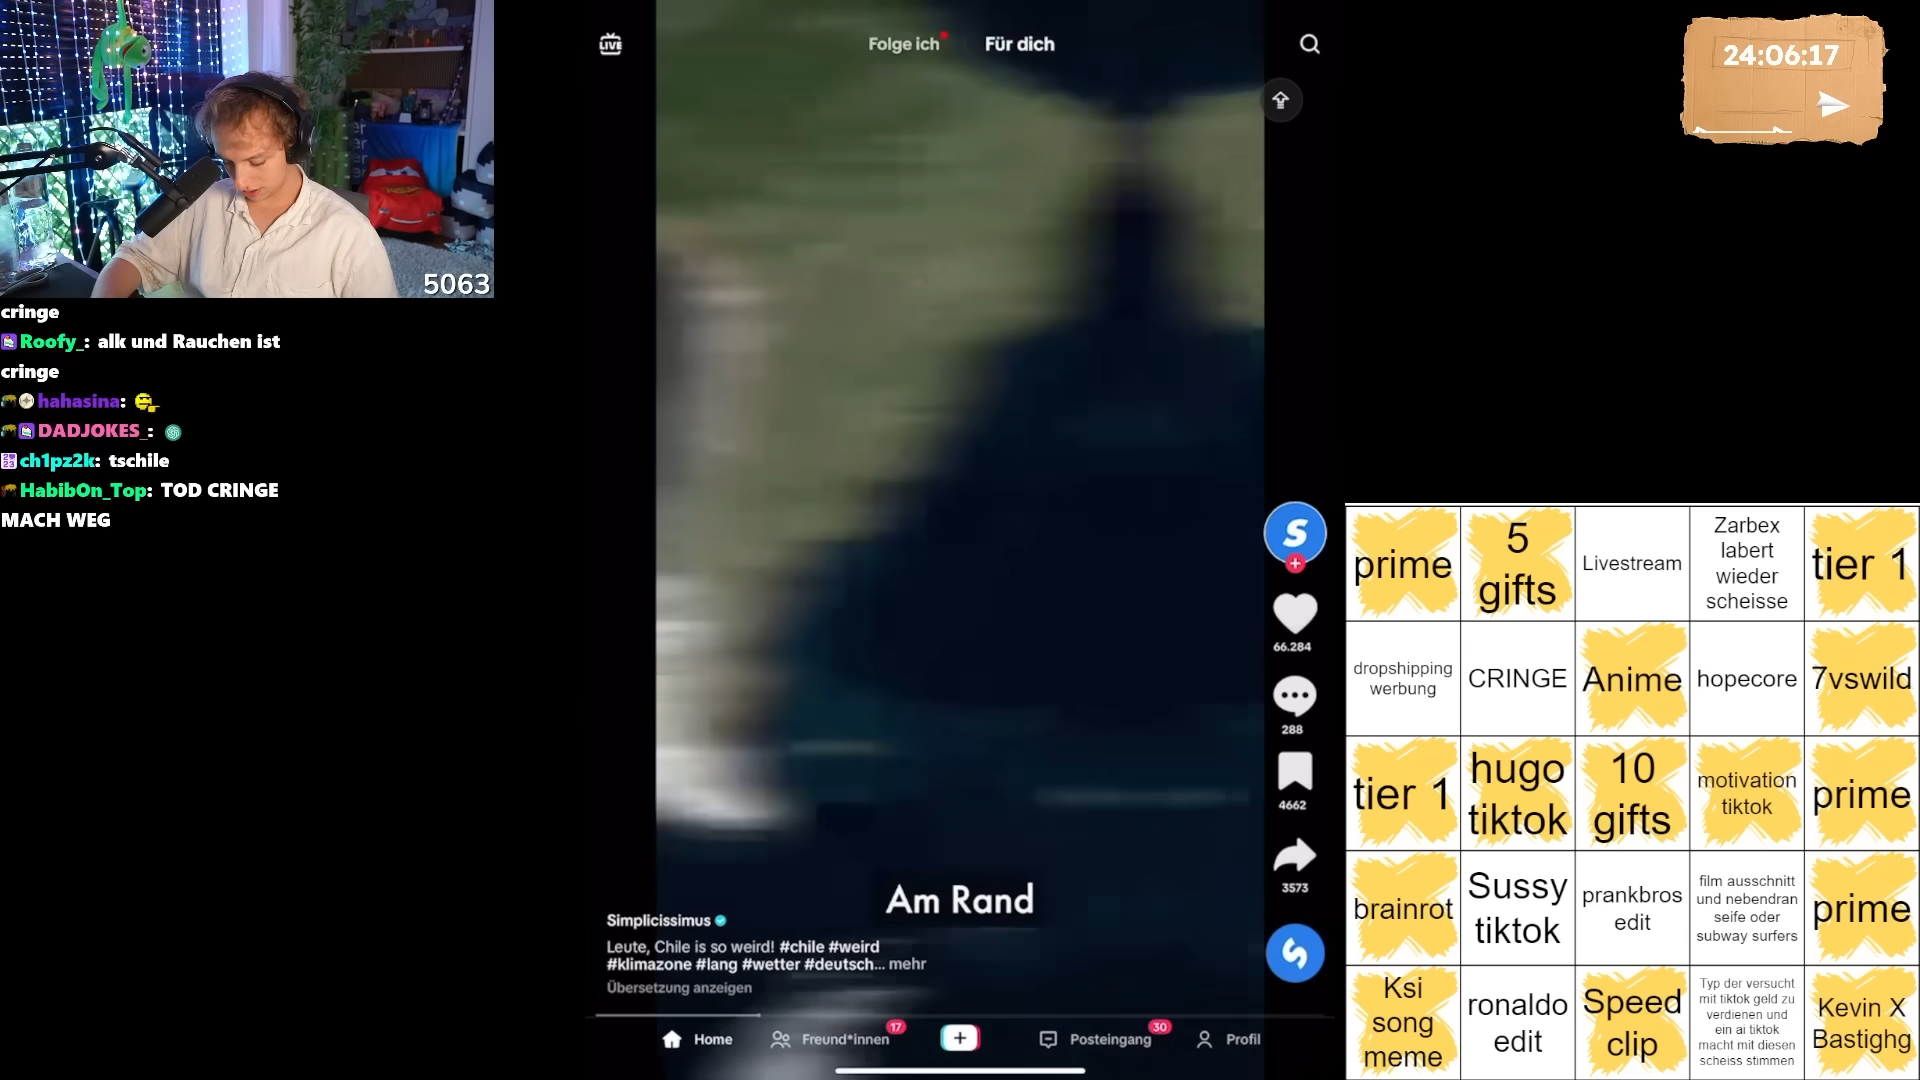 LIVE
Folge ich
Für dich
24:06:17
5063
cringe
Roofy_: alk und Rauchen ist
cringe
hahasina:
DADJOKES_:
ch1pz2k: tschile
HabibOn_Top: TOD CRINGE
MACH WEG
S
66.284
288
4662
3573
Am Rand
Simplicissimus
Leute, Chile is so weird! #chile #weird
#klimazone #lang #wetter #deutsch... mehr
Übersetzung anzeigen
Home
Freund*innen
17
Posteingang
30
Profil
prime
5
gifts
Livestream
Zarbex
labert
wieder
scheisse
tier 1
dropshipping
werbung
CRINGE
Anime
hopecore
7vswild
tier 1
hugo
tiktok
10
gifts
motivation
tiktok
prime
brainrot
Sussy
tiktok
prankbros
edit
film ausschnitt
und nebendran
seife oder
subway surfers
prime
Ksi
song
meme
ronaldo
edit
Speed
clip
Typ der versucht
mit tiktok geld zu
verdienen und
ein ai tiktok
macht mit diesen
scheiss stimmen
Kevin X
Bastighg